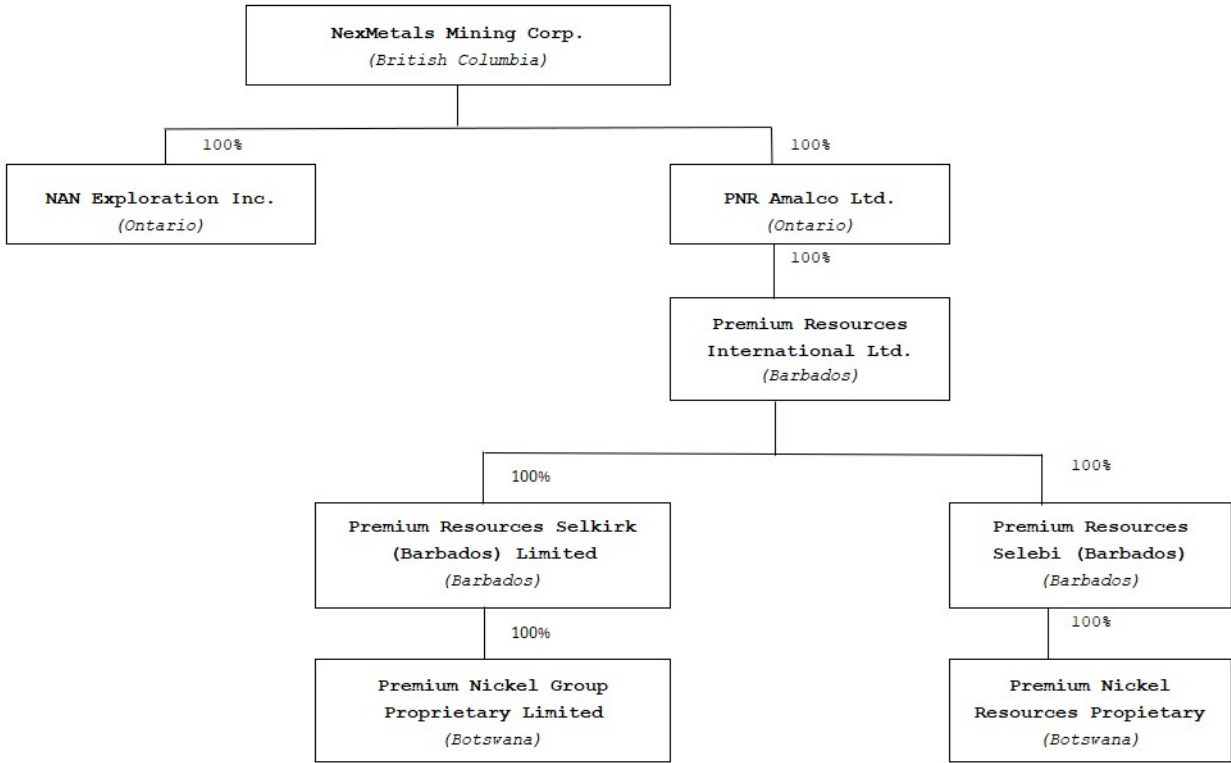 NexMetals Mining Corp.
(British Columbia)
100%
100%
NAN Exploration Inc.
(Ontario)
PNR Amalco Ltd.
(Ontario)
100%
Premium Resources
International Ltd.
(Barbados)
100%
100%
Premium Resources Selkirk
(Barbados) Limited
(Barbados)
Premium Resources
Selebi (Barbados)
(Barbados)
100%
100%
Premium Nickel Group
Proprietary Limited
(Botswana)
Premium Nickel
Resources Propietary
(Botswana)